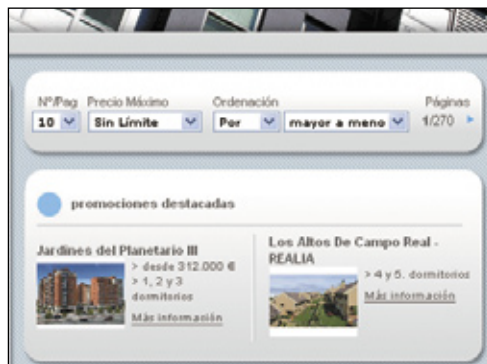 Nº/Pag Precio Máximo Ordenación Páginas
10 Sin Límite Por mayor a meno 1/270
promociones destacadas
Jardines del Planetario III
> desde 312.000 €
> 1, 2 y 3
dormitorios
Más información
Los Altos De Campo Real -
REALIA
> 4 y 5. dormitorios
Más información